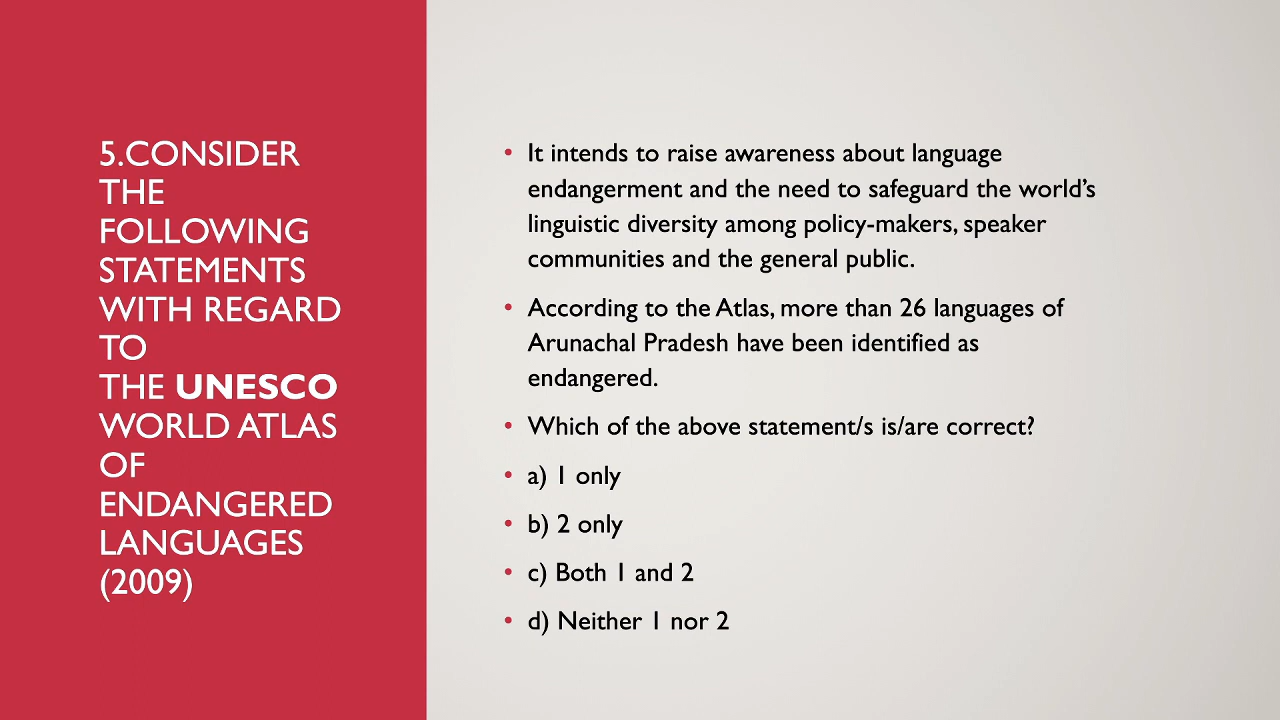 5.CONSIDER
THE
FOLLOWING
STATEMENTS
WITH REGARD
TO
THE UNESCO
WORLD ATLAS
OF
ENDANGERED
LANGUAGES
(2009)
• It intends to raise awareness about language
endangerment and the need to safeguard the world’s
linguistic diversity among policy-makers, speaker
communities and the general public.
• According to the Atlas, more than 26 languages of
Arunachal Pradesh have been identified as
endangered.
• Which of the above statement/s is/are correct?
• a) 1 only
• b) 2 only
• c) Both 1 and 2
• d) Neither 1 nor 2